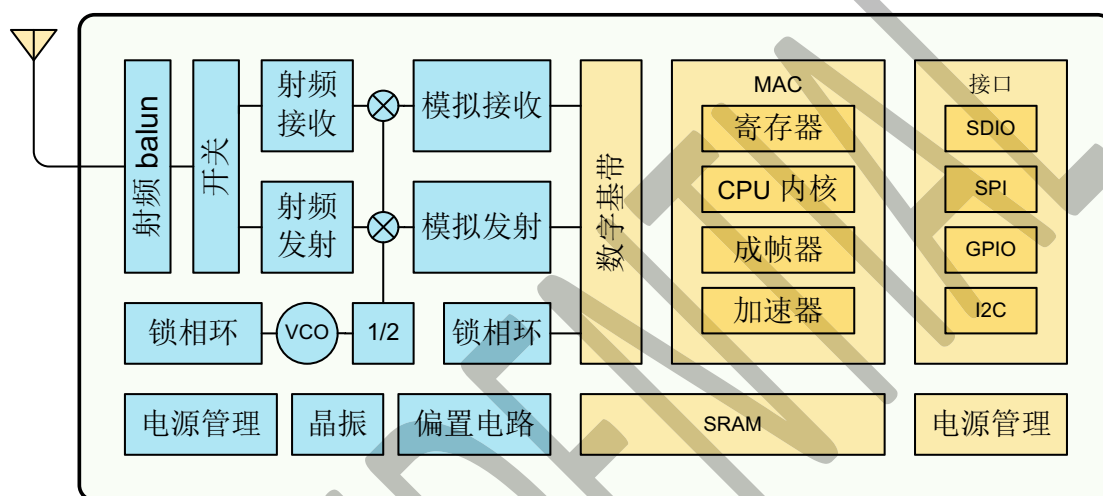 射频 balun
开关
射频
接收
射频
发射
模拟接收
模拟发射
锁相环
VCO
1/2
锁相环
数字基带
MAC
寄存器
CPU 内核
成帧器
加速器
接口
SDIO
SPI
GPIO
I2C
电源管理
晶振
偏置电路
SRAM
电源管理